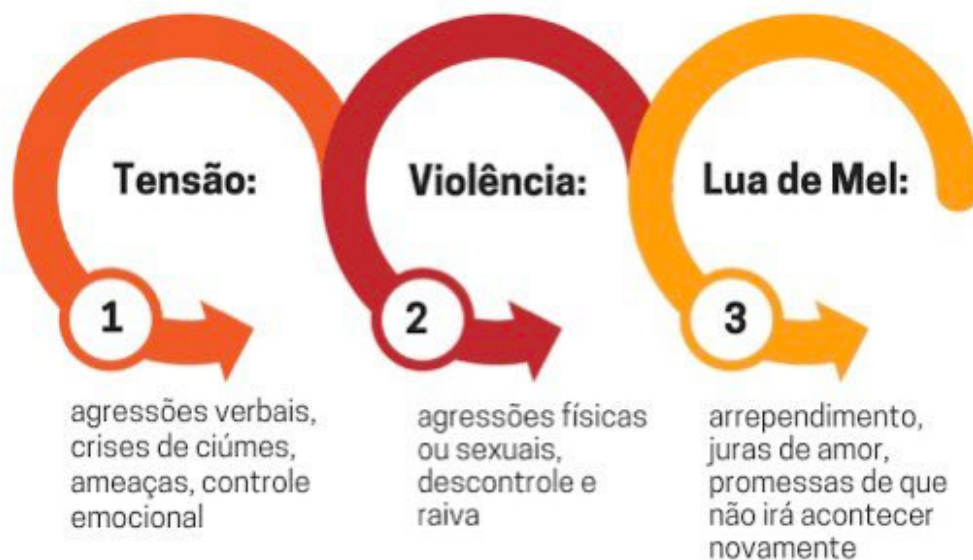 Tensão:
1
agressões verbais,
crises de ciúmes,
ameaças, controle
emocional
Violência:
2
agressões físicas
ou sexuais,
descontrole e
raiva
Lua de Mel:
3
arrependimento,
juras de amor,
promessas de que
não irá acontecer
novamente